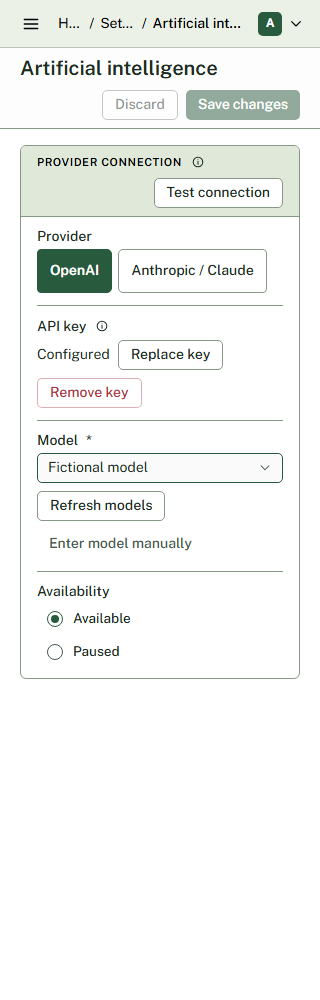 H... / Set... / Artificial int... A
Artificial intelligence
Discard Save changes
PROVIDER CONNECTION
Test connection
Provider
OpenAI Anthropic / Claude
API key
Configured Replace key
Remove key
Model *
Fictional model
Refresh models
Enter model manually
Availability
Available
Paused